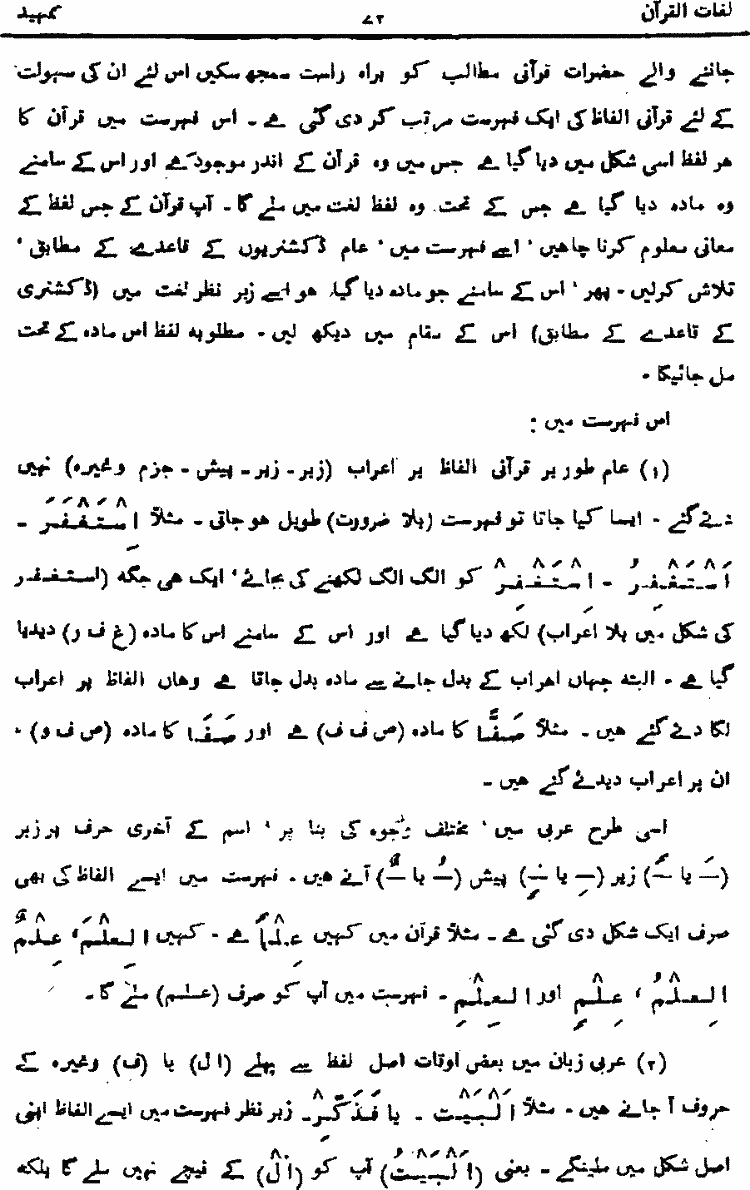 لغات القرآن ۷۲ تمہید
جاننے والے حضرات قرآنی مطالب کو براہ راست سمجھ سکیں اس لئے ان کی سہولت
کے لئے قرآنی الفاظ کی ایک فہرست مرتب کر دی گئی ہے ۔ اس فہرست میں قرآن کا
ہر لفظ اسی شکل میں دیا گیا ہے جس میں وہ قرآن کے اندر موجود ہے اور اس کے سامنے
وہ مادہ دیا گیا ہے جس کے تحت وہ لفظ لغت میں ملے گا ۔ آپ قرآن کے جس لفظ کے
معانی معلوم کرنا چاہیں ' اسے فہرست میں ' عام ڈکشنریوں کے قاعدے کے مطابق '
تلاش کرلیں ۔ پھر ' اس کے سامنے جو مادہ دیا گیا ہو اسے زیر نظر لغت میں (ڈکشنری
کے قاعدے کے مطابق) اس کے مقام میں دیکھ لیں ۔ مطلوبہ لفظ اس مادہ کے تحت
مل جائیگا ۔
اس فہرست میں :
(۱) عام طور پر قرآنی الفاظ پر اعراب (زبر ۔ زیر ۔ پیش ۔ جزم وغیرہ) نہیں
دئے گئے ۔ ایسا کیا جاتا تو فہرست (بلا ضرورت) طویل ہو جاتی ۔ مثلاً اِسْتَغْفَرَ ۔
اَسْتَغْفِرُ ۔ اِسْتَغْفِرْ کو الگ الگ لکھنے کی بجائے ' ایک ہی جگہ (استغفر
کی شکل میں بلا اعراب) لکھ دیا گیا ہے اور اس کے سامنے اس کا مادہ (غ ف ر) دیدیا
گیا ہے ۔ البتہ جہاں اعراب کے بدل جانے سے مادہ بدل جاتا ہے وہاں الفاظ پر اعراب
لگا دئے گئے ہیں ۔ مثلاً صَفًّا کا مادہ (ص ف ف) ہے اور صَفَا کا مادہ (ص ف و) ۔
ان پر اعراب دیدئے گئے ہیں ۔
اسی طرح عربی میں ' مختلف وجوہ کی بنا پر ' اسم کے آخری حرف پر زبر
(ـَ یا ـً) زیر (ـِ یا ـٍ) پیش (ـُ یا ـٌ) آتے ہیں ۔ فہرست میں ایسے الفاظ کی بھی
صرف ایک شکل دی گئی ہے ۔ مثلاً قرآن میں کہیں عِلْماً ہے ۔ کہیں الْعِلْمَ ' عِلْمٌ
الْعِلْمُ ' عِلْمٍ اور الْعِلْمِ ۔ فہرست میں آپ کو صرف (علم) ملے گا ۔
(۲) عربی زبان میں بعض اوقات اصل لفظ سے پہلے (ال) یا (ف) وغیرہ کے
حروف آ جاتے ہیں ۔ مثلاً اَلْبَيْت ۔ یا فَذَكِّرْ ۔ زیر نظر فہرست میں ایسے الفاظ اپنی
اصل شکل میں ملینگے ۔ یعنی (اَلْبَيْتُ) آپ کو (اَلْ) کے نیچے نہیں ملے گا بلکہ